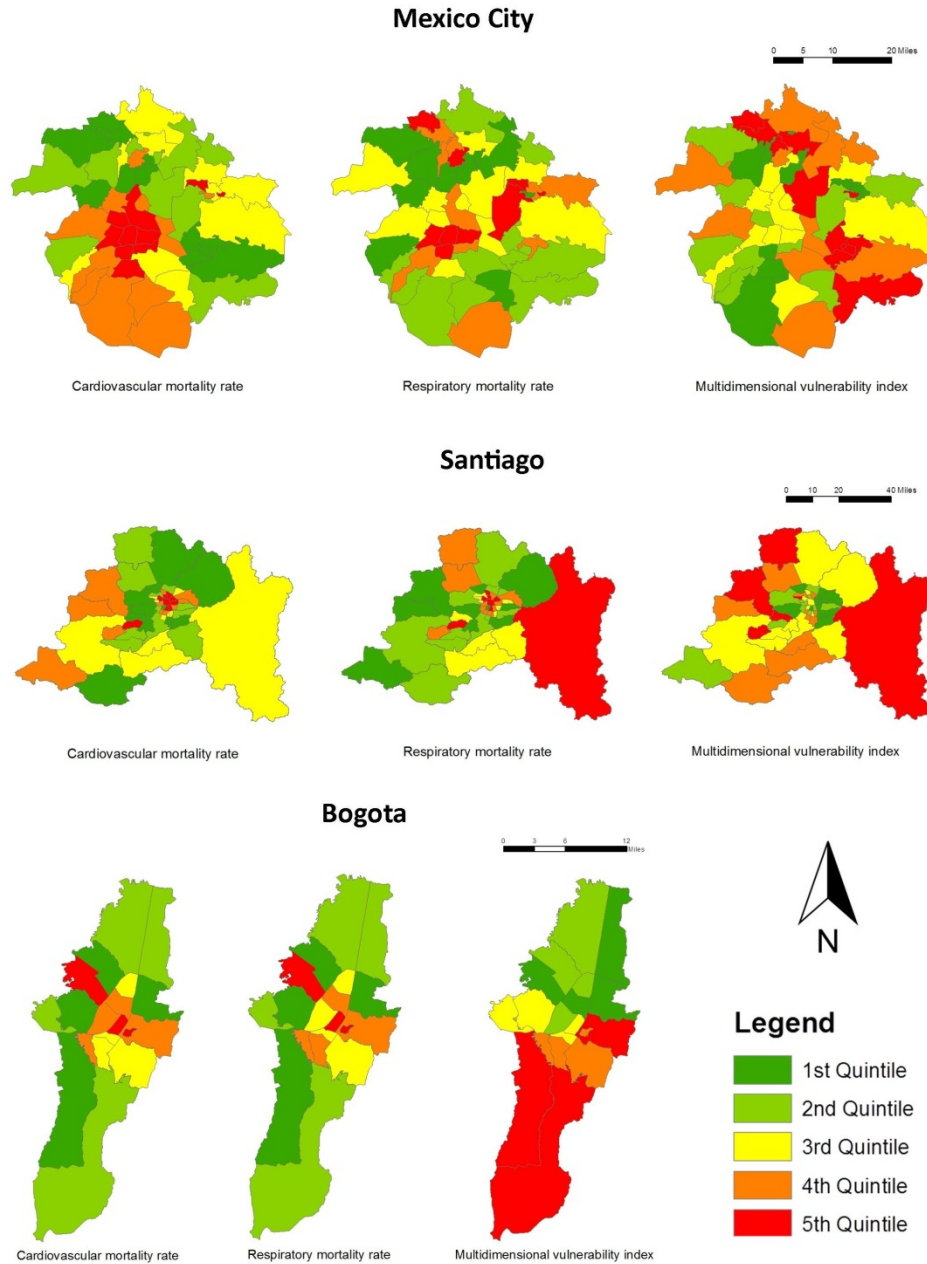 Mexico City
0 5 10 20 Miles
Cardiovascular mortality rate
Respiratory mortality rate
Multidimensional vulnerability index
Santiago
0 10 20 40 Miles
Cardiovascular mortality rate
Respiratory mortality rate
Multidimensional vulnerability index
Bogota
0 3 6 12
Miles
N
Legend
1st Quintile
2nd Quintile
3rd Quintile
4th Quintile
5th Quintile
Cardiovascular mortality rate
Respiratory mortality rate
Multidimensional vulnerability index